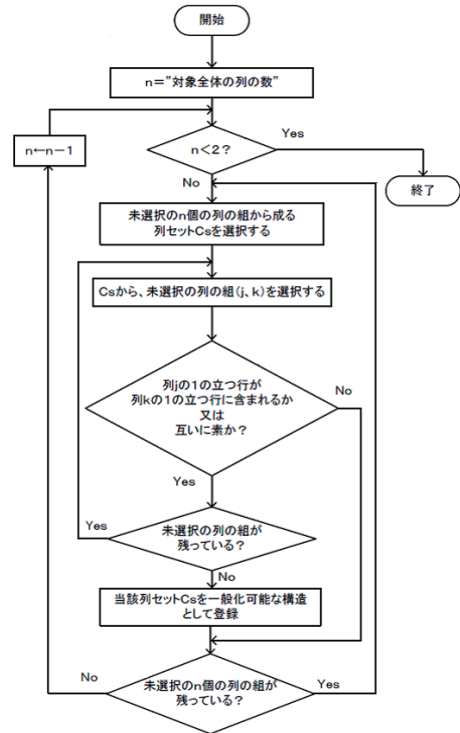 開始
n=”対象全体の列の数”
n←n－1
n＜2？
Yes
No
終了
未選択のn個の列の組から成る
列セットCsを選択する
Csから、未選択の列の組(j、k)を選択する
列jの1の立つ行が
列kの1の立つ行に含まれるか
又は
互いに素か？
No
Yes
未選択の列の組が
残っている？
Yes
No
当該列セットCsを一般化可能な構造
として登録
未選択のn個の列の組が
残っている？
No
Yes